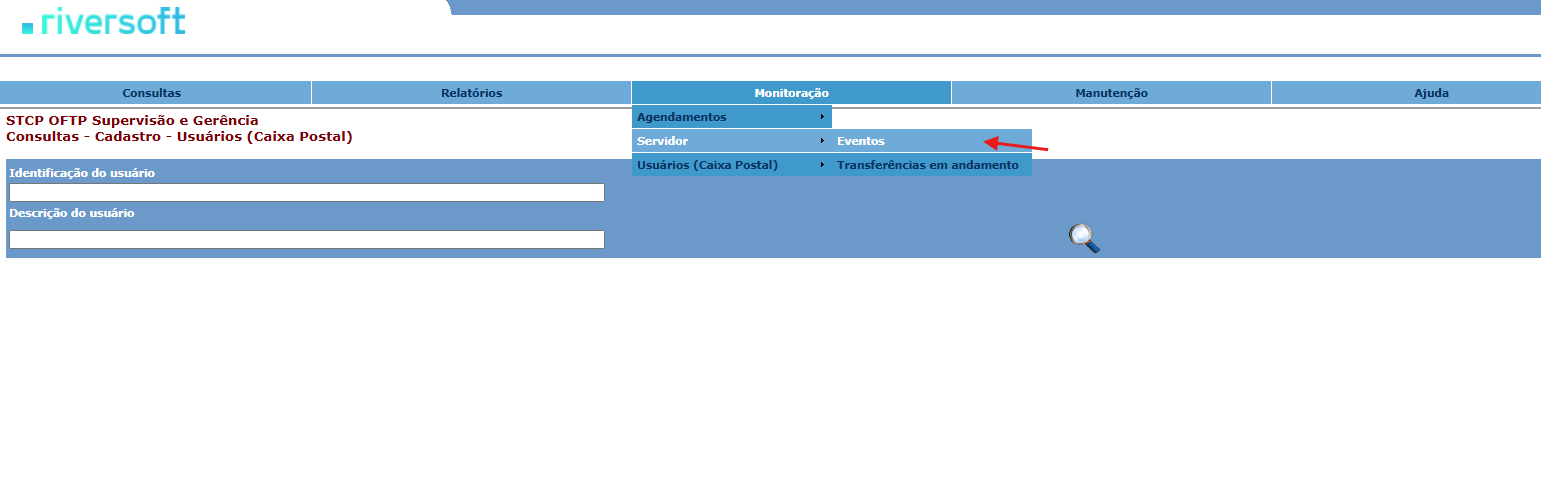 riversoft
Consultas Relatórios Monitoração Manutenção Ajuda
STCP OFTP Supervisão e Gerência
Consultas - Cadastro - Usuários (Caixa Postal)
Agendamentos
Servidor Eventos
Usuários (Caixa Postal) Transferências em andamento
Identificação do usuário
Descrição do usuário